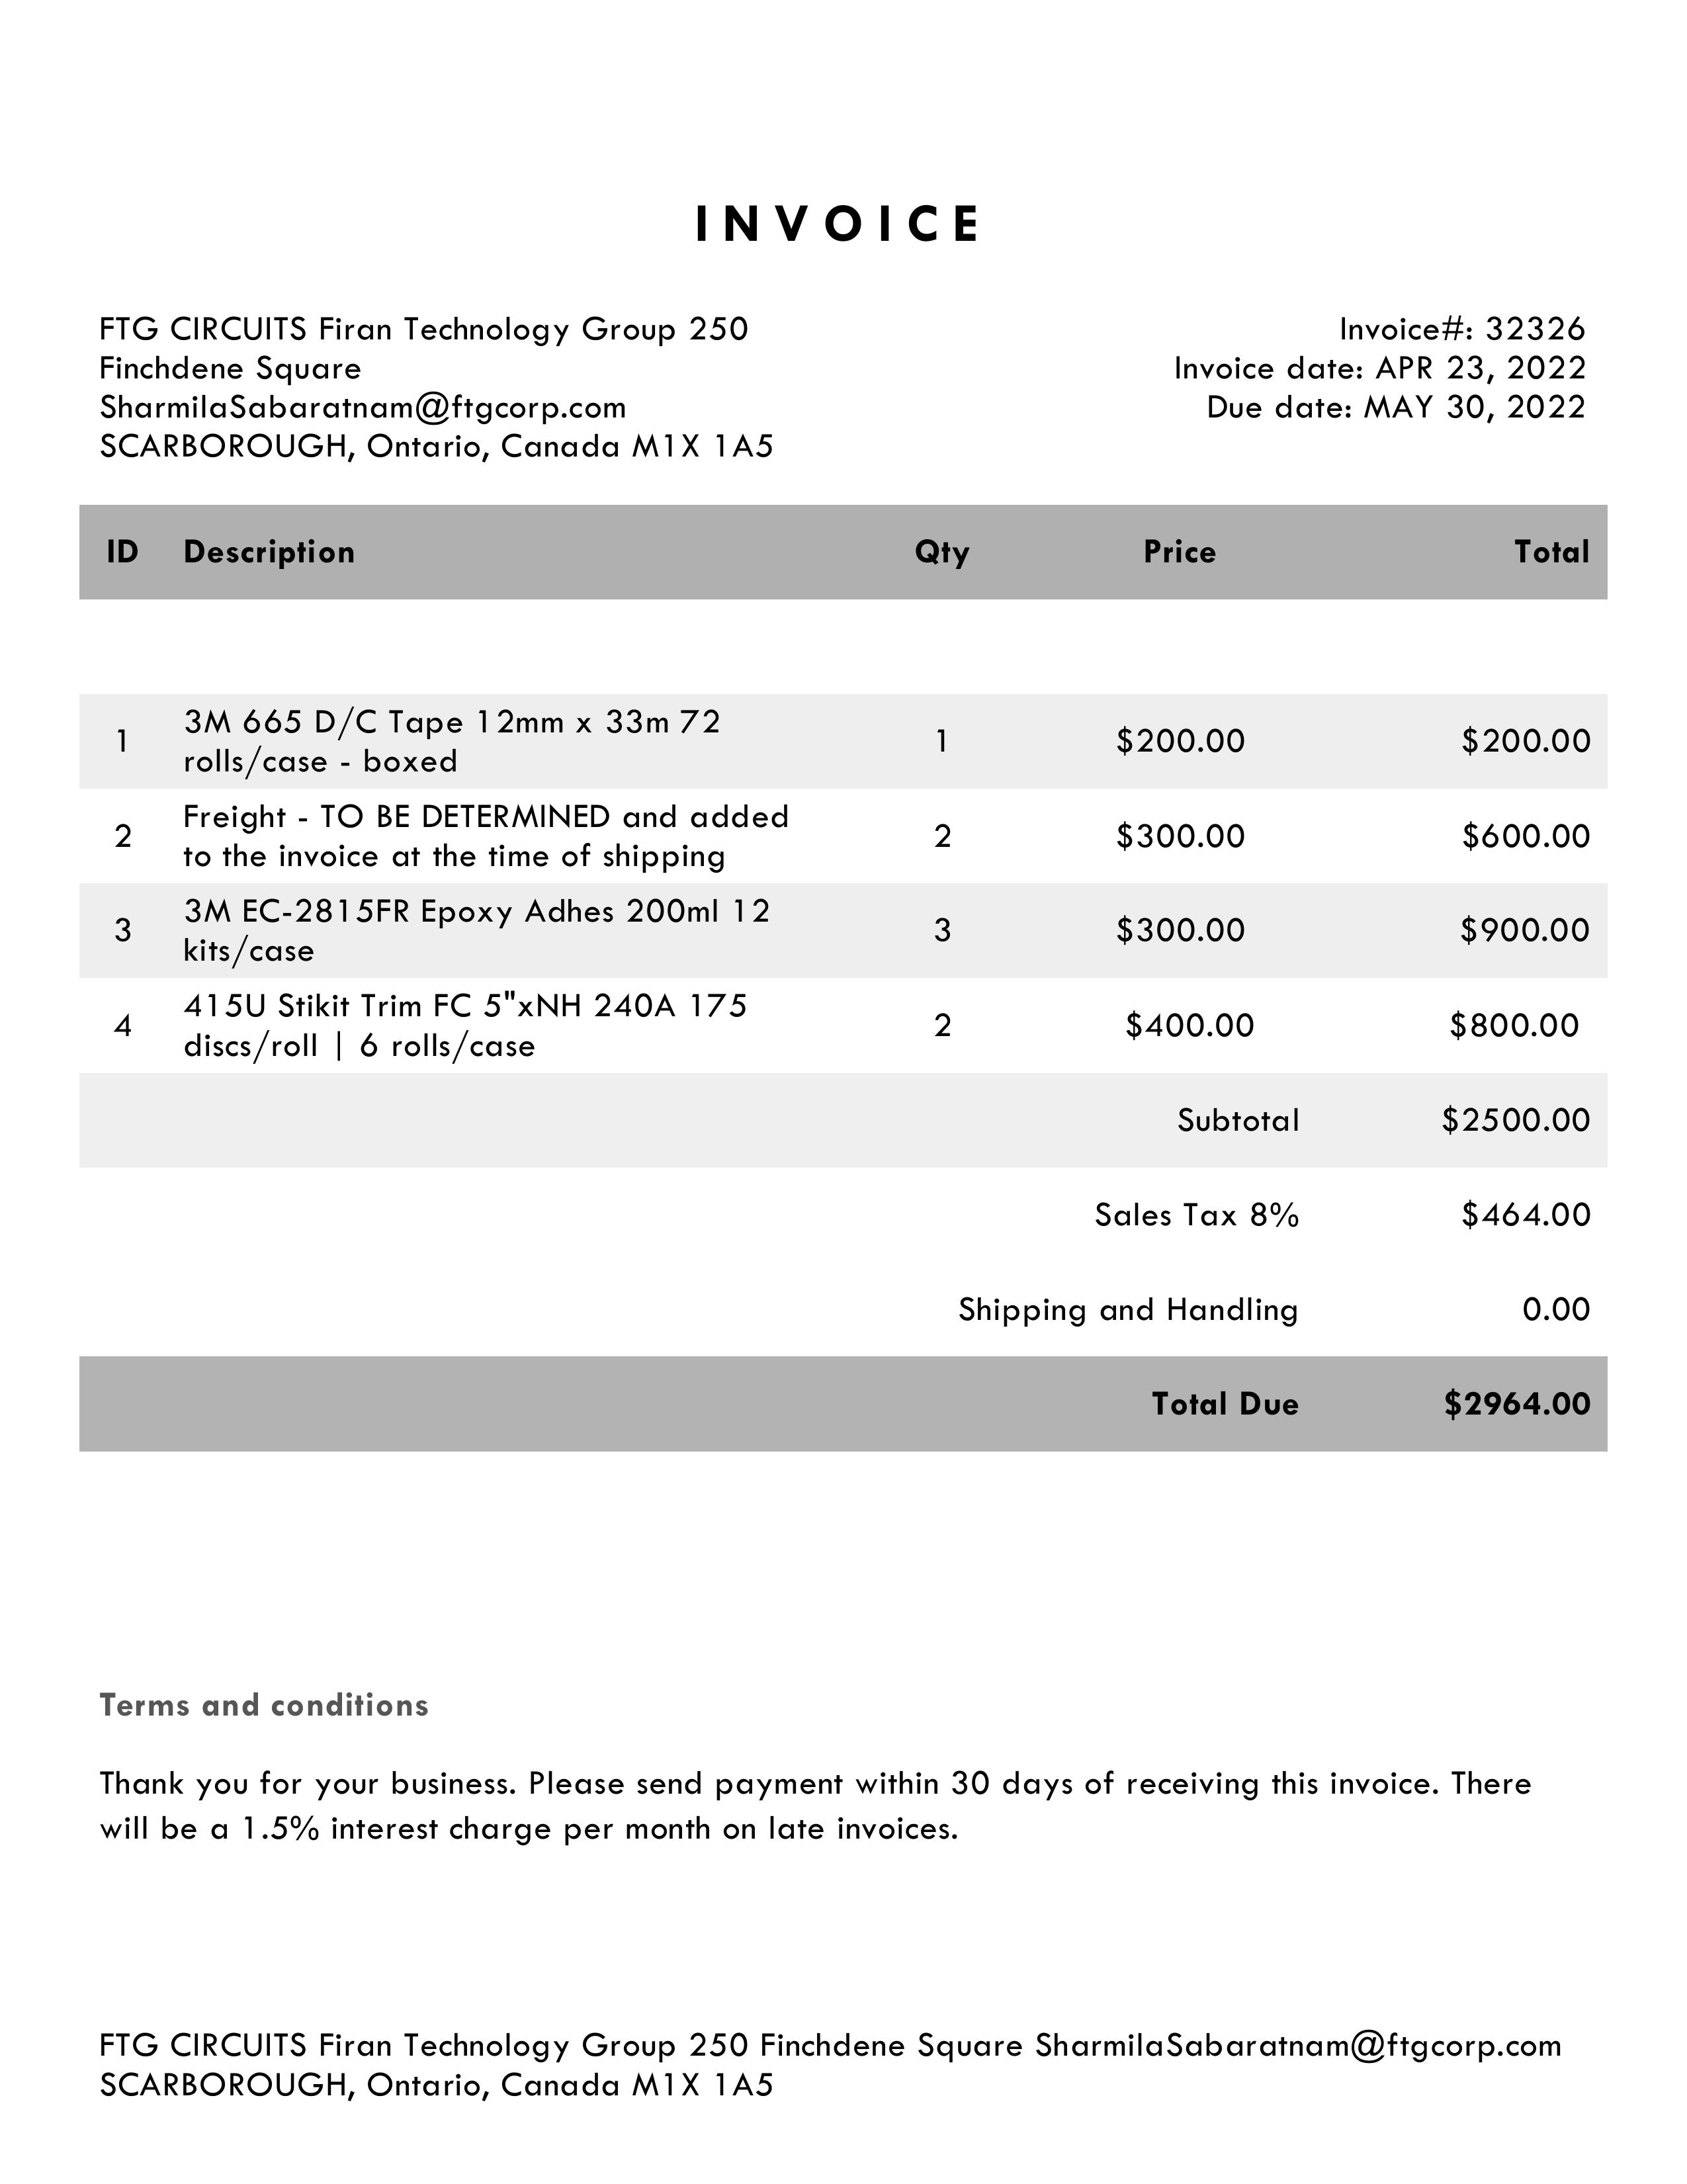 INVOICE
FTG CIRCUITS Firan Technology Group 250
Finchdene Square
SharmilaSabaratnam@ftgcorp.com
SCARBOROUGH, Ontario, Canada M1X 1A5
Invoice#: 32326
Invoice date: APR 23, 2022
Due date: MAY 30, 2022
ID Description Qty Price Total
1 3M 665 D/C Tape 12mm x 33m 72
rolls/case - boxed 1 $200.00 $200.00
2 Freight - TO BE DETERMINED and added
to the invoice at the time of shipping 2 $300.00 $600.00
3 3M EC-2815FR Epoxy Adhes 200ml 12
kits/case 3 $300.00 $900.00
4 415U Stikit Trim FC 5"xNH 240A 175
discs/roll | 6 rolls/case 2 $400.00 $800.00
Subtotal $2500.00
Sales Tax 8% $464.00
Shipping and Handling 0.00
Total Due $2964.00
Terms and conditions
Thank you for your business. Please send payment within 30 days of receiving this invoice. There
will be a 1.5% interest charge per month on late invoices.
FTG CIRCUITS Firan Technology Group 250 Finchdene Square SharmilaSabaratnam@ftgcorp.com
SCARBOROUGH, Ontario, Canada M1X 1A5